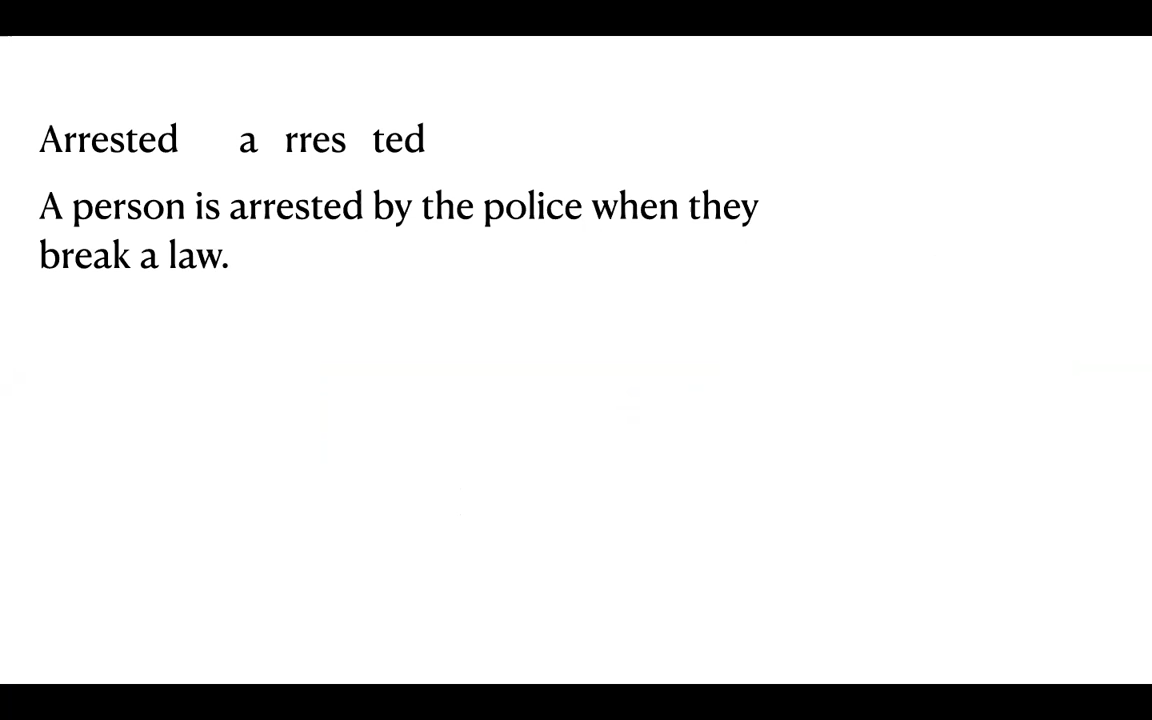 Arrested a rres ted
A person is arrested by the police when they
break a law.